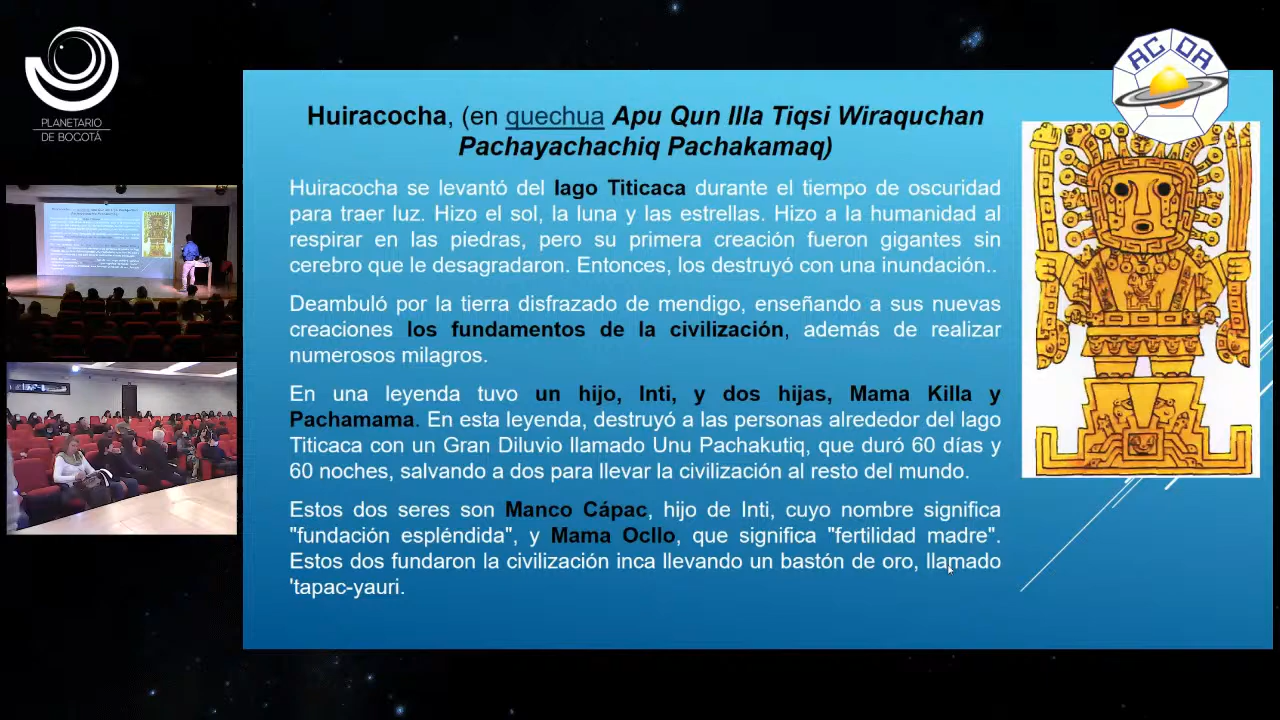 PLANETARIO
DE BOGOTÁ
ACDA
Huiracocha, (en quechua Apu Qun Illa Tiqsi Wiraquchan
Pachayachachiq Pachakamaq)
Huiracocha se levantó del lago Titicaca durante el tiempo de oscuridad
para traer luz. Hizo el sol, la luna y las estrellas. Hizo a la humanidad al
respirar en las piedras, pero su primera creación fueron gigantes sin
cerebro que le desagradaron. Entonces, los destruyó con una inundación..
Deambuló por la tierra disfrazado de mendigo, enseñando a sus nuevas
creaciones los fundamentos de la civilización, además de realizar
numerosos milagros.
En una leyenda tuvo un hijo, Inti, y dos hijas, Mama Killa y
Pachamama. En esta leyenda, destruyó a las personas alrededor del lago
Titicaca con un Gran Diluvio llamado Unu Pachakutiq, que duró 60 días y
60 noches, salvando a dos para llevar la civilización al resto del mundo.
Estos dos seres son Manco Cápac, hijo de Inti, cuyo nombre significa
"fundación espléndida", y Mama Ocllo, que significa "fertilidad madre".
Estos dos fundaron la civilización inca llevando un bastón de oro, llamado
'tapac-yauri.